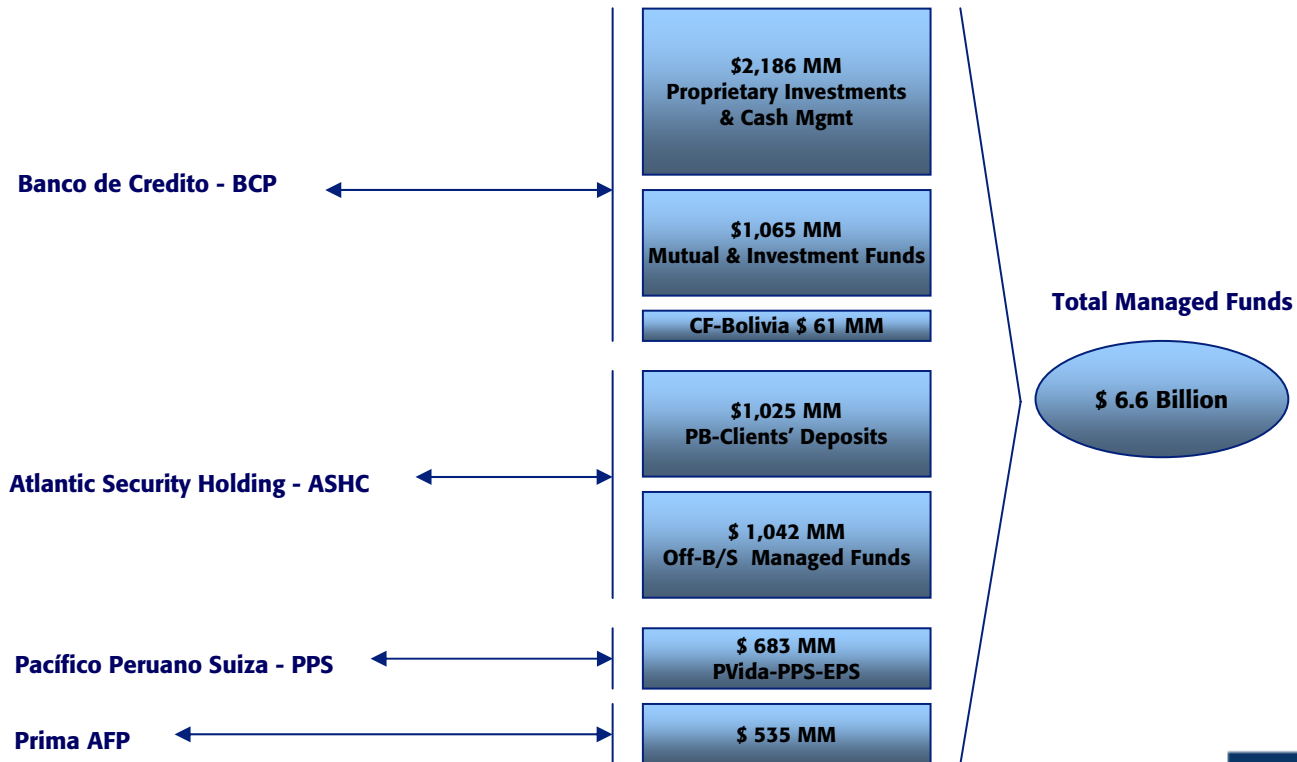 Banco de Credito - BCP
$2,186 MM
Proprietary Investments
& Cash Mgmt
$1,065 MM
Mutual & Investment Funds
CF-Bolivia $ 61 MM
Atlantic Security Holding - ASHC
$1,025 MM
PB-Clients’ Deposits
$ 1,042 MM
Off-B/S Managed Funds
Pacífico Peruano Suiza - PPS
$ 683 MM
PVida-PPS-EPS
Prima AFP
$ 535 MM
Total Managed Funds
$ 6.6 Billion